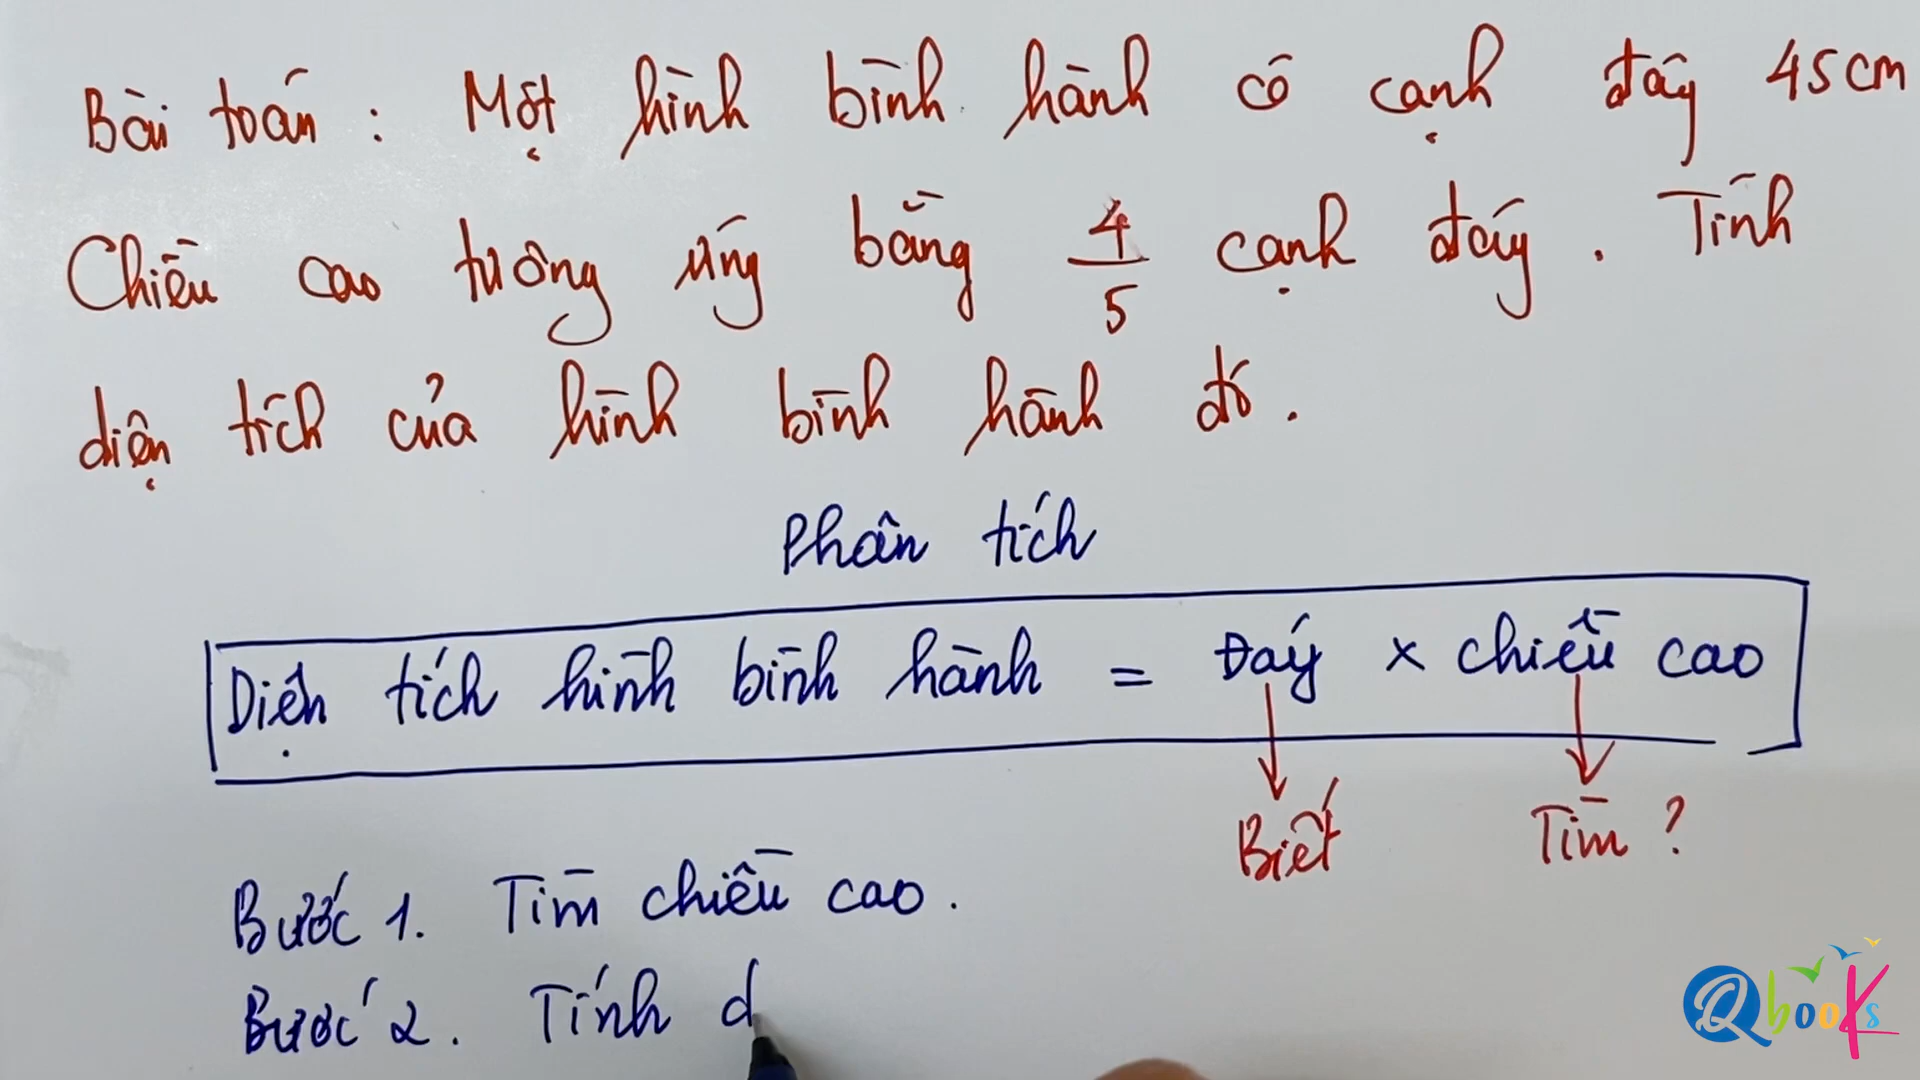 Bài toán : Một hình bình hành có cạnh đáy 45cm
Chiều cao tương ứng bằng 4/5 cạnh đáy . Tính
diện tích của hình bình hành đó .
Phân tích
Diện tích hình bình hành = Đáy x chiều cao
Biết Tìm ?
Bước 1. Tìm chiều cao .
Bước 2. Tính d
Qbooks